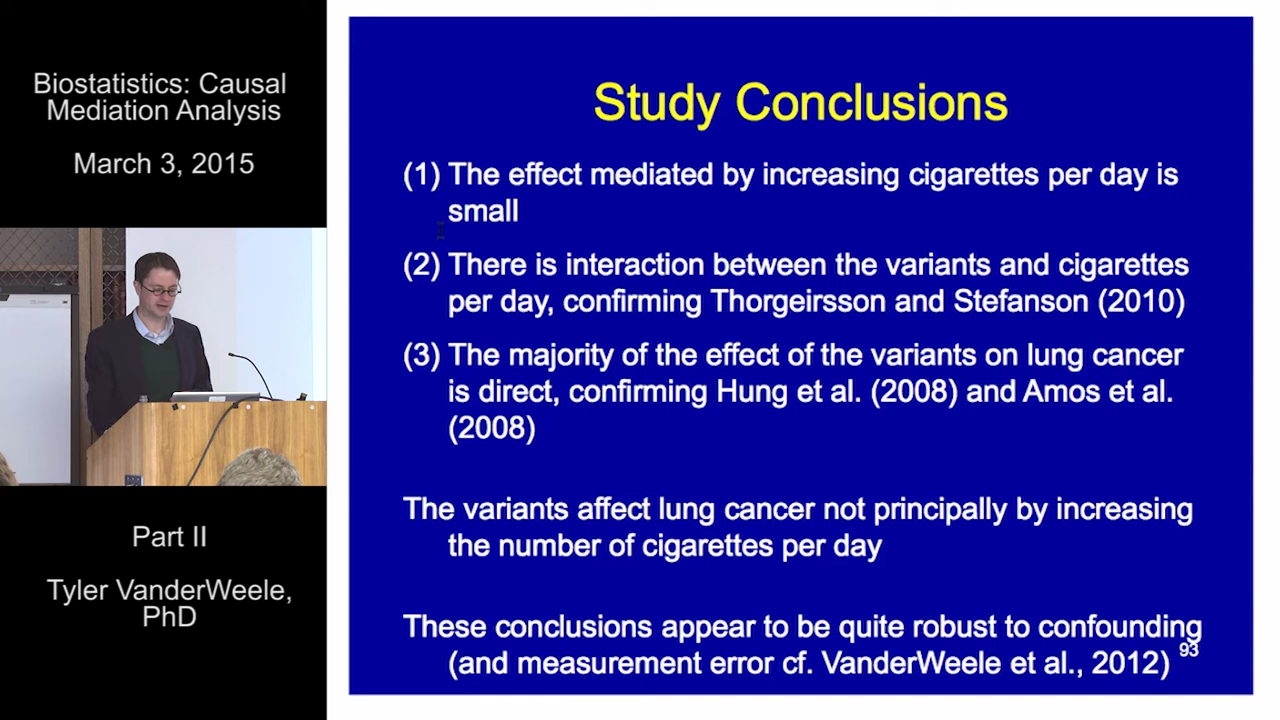 Biostatistics: Causal
Mediation Analysis
March 3, 2015
Part II
Tyler VanderWeele,
PhD
Study Conclusions
(1) The effect mediated by increasing cigarettes per day is
small
(2) There is interaction between the variants and cigarettes
per day, confirming Thorgeirsson and Stefanson (2010)
(3) The majority of the effect of the variants on lung cancer
is direct, confirming Hung et al. (2008) and Amos et al.
(2008)
The variants affect lung cancer not principally by increasing
the number of cigarettes per day
These conclusions appear to be quite robust to confounding
(and measurement error cf. VanderWeele et al., 2012)
93